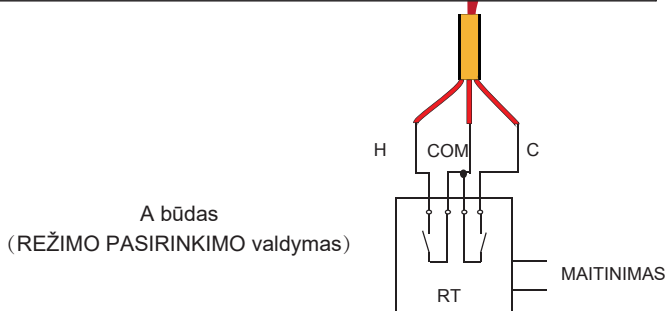 H COM C
A būdas
(REŽIMO PASIRINKIMO valdymas)
MAITINIMAS
RT